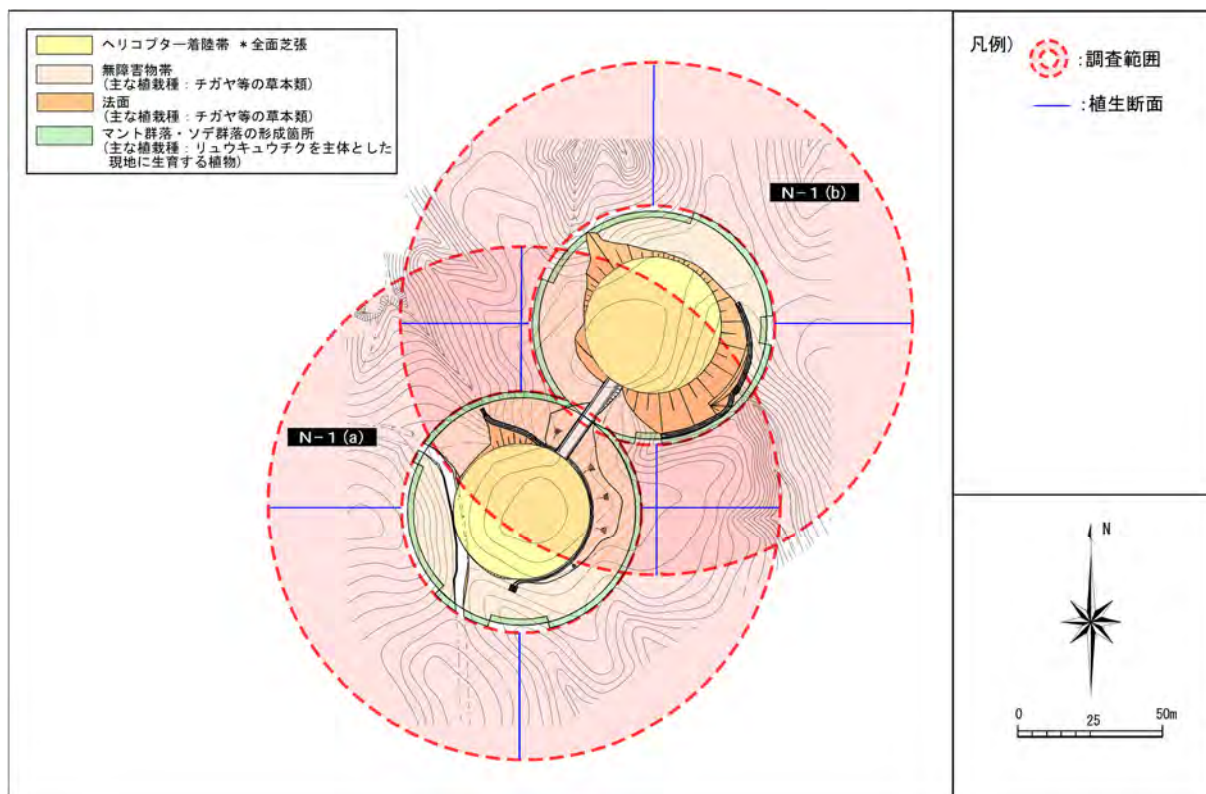 ヘリコプター着陸帯 *全面芝張
無障害物帯
(主な植栽種：チガヤ等の草本類)
法面
(主な植栽種：チガヤ等の草本類)
マント群落・ソデ群落の形成箇所
(主な植栽種：リュウキュウチクを主体とした
現地に生育する植物)
凡例)
:調査範囲
:植生断面
N-1(b)
N-1(a)
N
0 25 50m